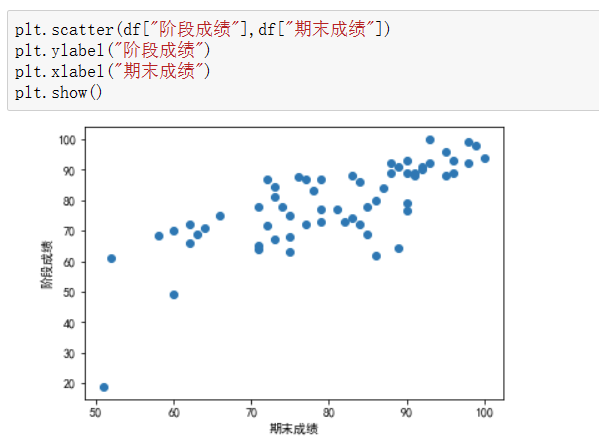 plt.scatter(df["阶段成绩"],df["期末成绩"])
plt.ylabel("阶段成绩")
plt.xlabel("期末成绩")
plt.show()
100
90
80
70
60
50
40
30
20
阶段成绩
50 60 70 80 90 100
期末成绩